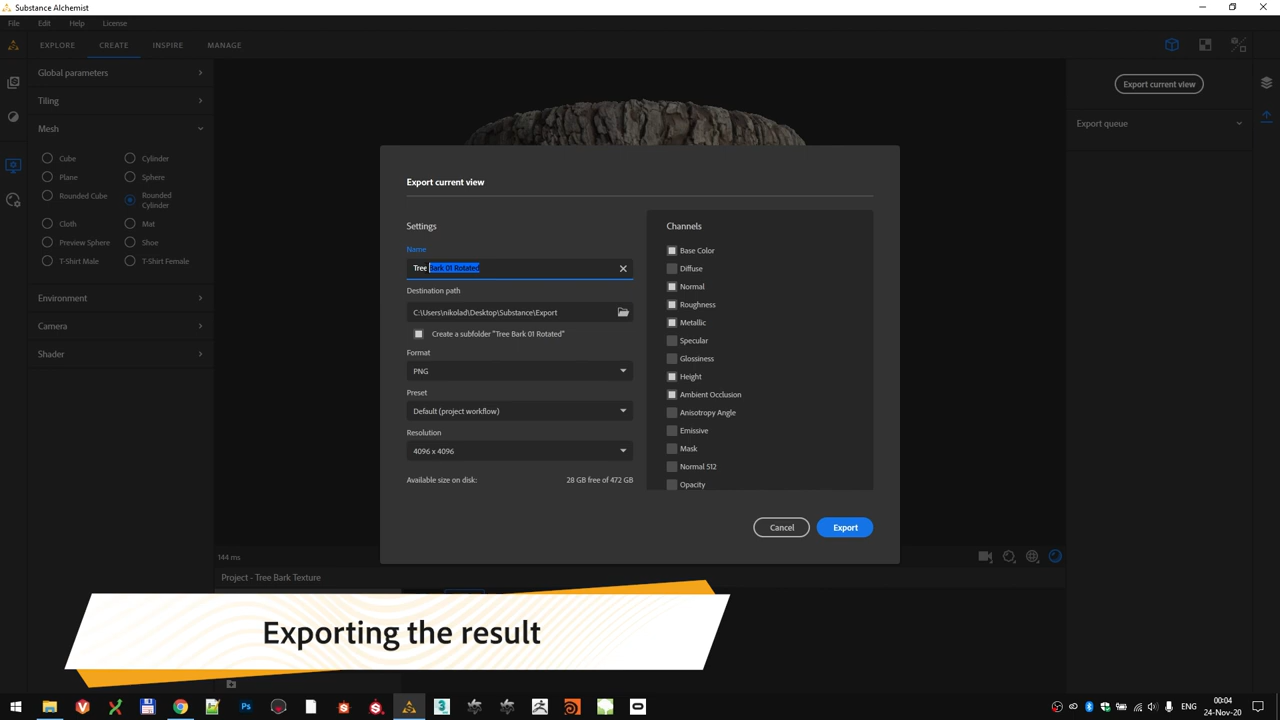 Substance Alchemist
File Edit Help License
EXPLORE CREATE INSPIRE MANAGE
Global parameters
Tiling
Mesh
Cube Cylinder
Plane Sphere
Rounded Cube Rounded Cylinder
Cloth Mat
Preview Sphere Shoe
T-Shirt Male T-Shirt Female
Environment
Camera
Shader
Export current view
Export queue
Export current view
Settings
Name
Tree Bark 01 Rotated
Destination path
C:\Users\nikolad\Desktop\Substance\Export
Create a subfolder "Tree Bark 01 Rotated"
Format
PNG
Preset
Default (project workflow)
Resolution
4096 x 4096
Available size on disk: 28 GB free of 472 GB
Channels
Base Color
Diffuse
Normal
Roughness
Metallic
Specular
Glossiness
Height
Ambient Occlusion
Anisotropy Angle
Emissive
Mask
Normal S12
Opacity
Cancel Export
144 ms
Project - Tree Bark Texture
Exporting the result
ENG
00:04
24-Nov-20